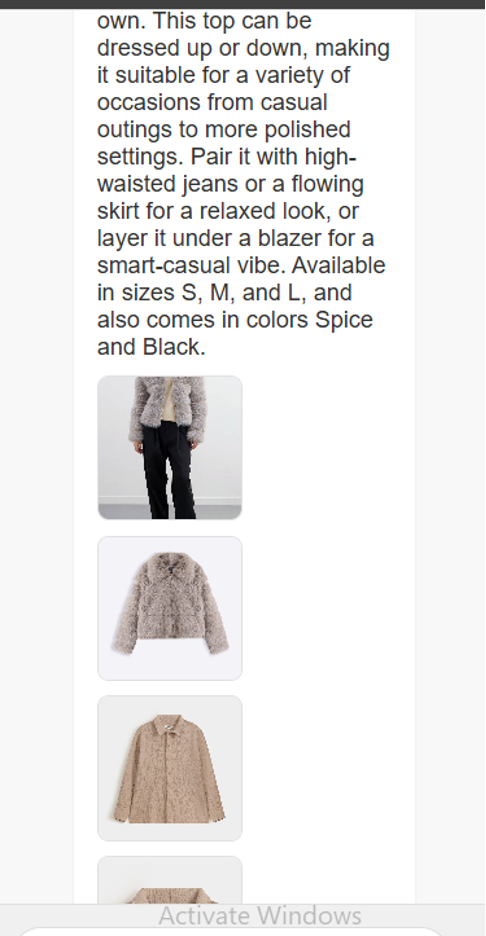 own. This top can be
dressed up or down, making
it suitable for a variety of
occasions from casual
outings to more polished
settings. Pair it with high-
waisted jeans or a flowing
skirt for a relaxed look, or
layer it under a blazer for a
smart-casual vibe. Available
in sizes S, M, and L, and
also comes in colors Spice
and Black.
Activate Windows